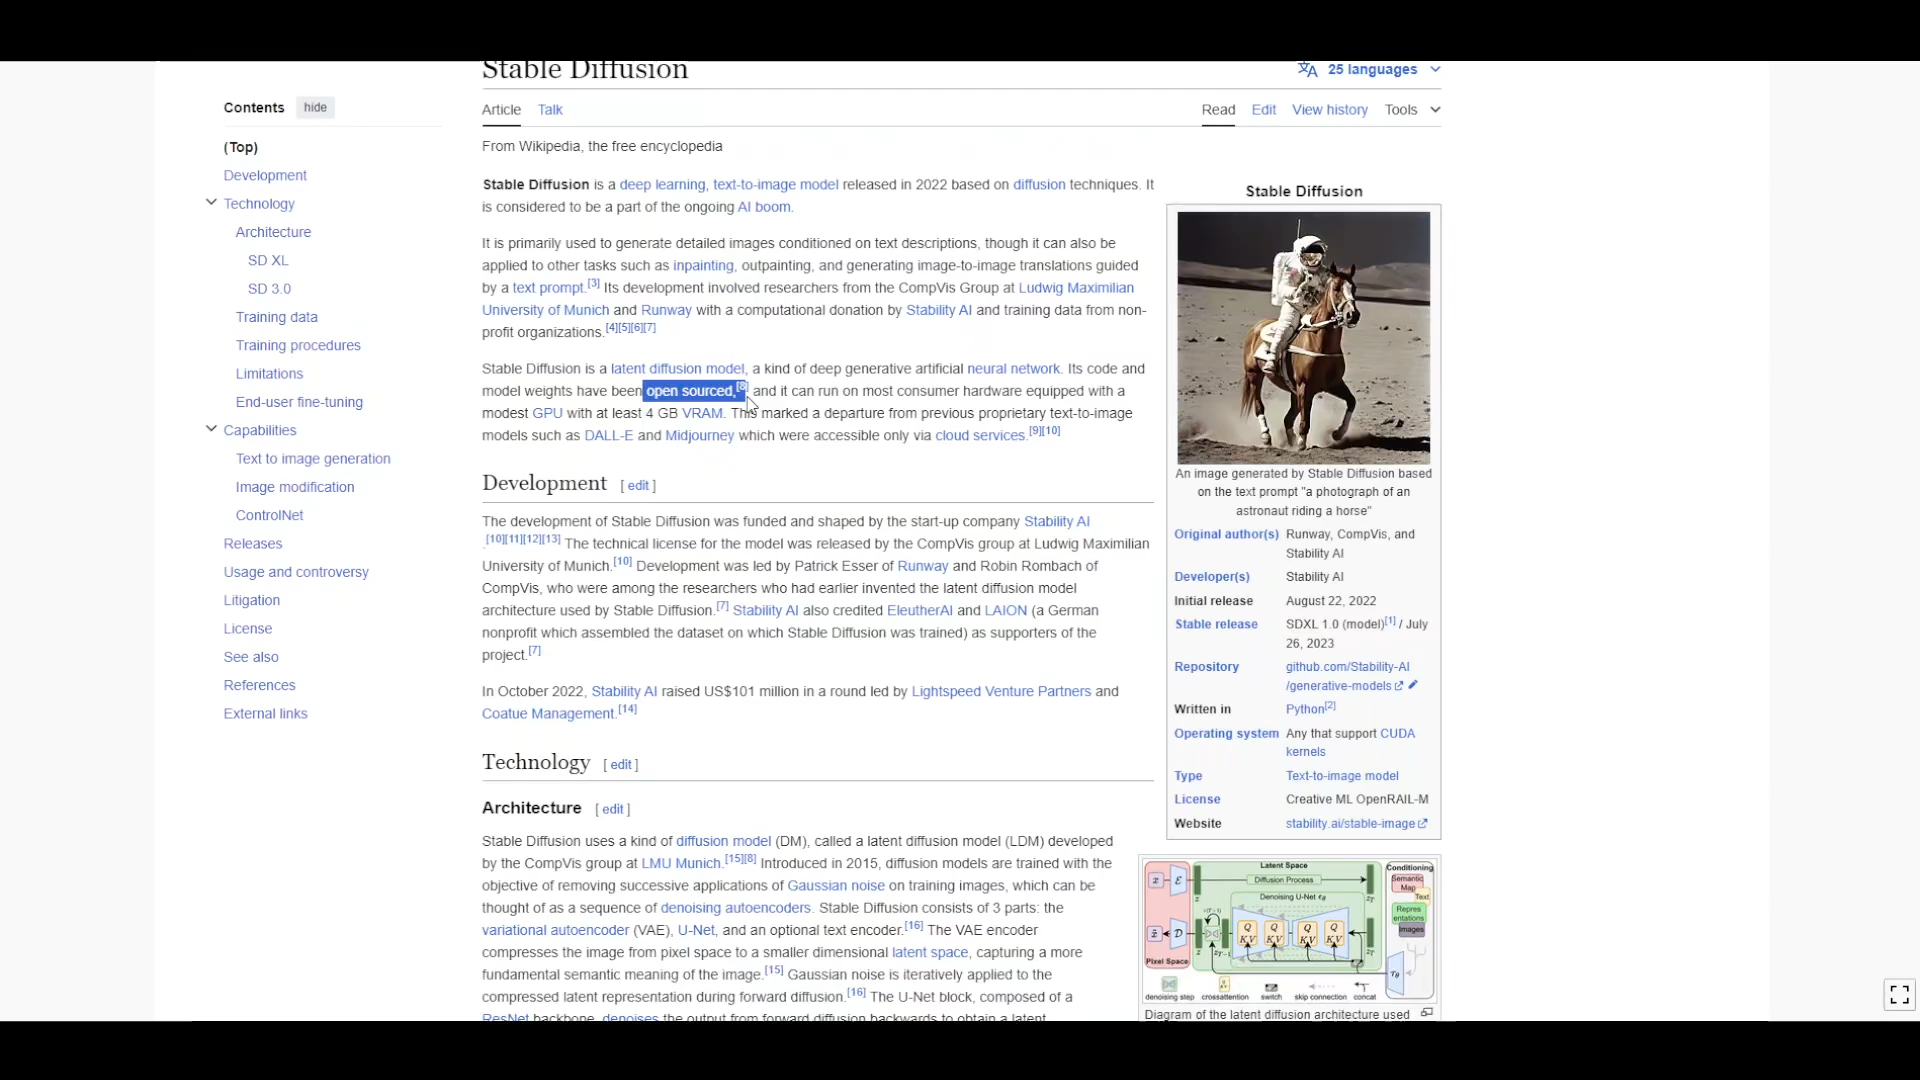 Stable Diffusion
25 languages
Contents hide
Article Talk
Read Edit View history Tools
(Top)
Development
Technology
Architecture
SD XL
SD 3.0
Training data
Training procedures
Limitations
End-user fine-tuning
Capabilities
Text to image generation
Image modification
ControlNet
Releases
Usage and controversy
Litigation
License
See also
References
External links
From Wikipedia, the free encyclopedia
Stable Diffusion is a deep learning, text-to-image model released in 2022 based on diffusion techniques. It
is considered to be a part of the ongoing AI boom.
It is primarily used to generate detailed images conditioned on text descriptions, though it can also be
applied to other tasks such as inpainting, outpainting, and generating image-to-image translations guided
by a text prompt.[3] Its development involved researchers from the CompVis Group at Ludwig Maximilian
University of Munich and Runway with a computational donation by Stability AI and training data from non-
profit organizations.[4][5][6][7]
Stable Diffusion is a latent diffusion model, a kind of deep generative artificial neural network. Its code and
model weights have been open sourced,[8] and it can run on most consumer hardware equipped with a
modest GPU with at least 4 GB VRAM. This marked a departure from previous proprietary text-to-image
models such as DALL-E and Midjourney which were accessible only via cloud services.[9][10]
Development [ edit ]
The development of Stable Diffusion was funded and shaped by the start-up company Stability AI
.[10][11][12][13] The technical license for the model was released by the CompVis group at Ludwig Maximilian
University of Munich.[10] Development was led by Patrick Esser of Runway and Robin Rombach of
CompVis, who were among the researchers who had earlier invented the latent diffusion model
architecture used by Stable Diffusion.[7] Stability AI also credited EleutherAI and LAION (a German
nonprofit which assembled the dataset on which Stable Diffusion was trained) as supporters of the
project.[7]
In October 2022, Stability AI raised US$101 million in a round led by Lightspeed Venture Partners and
Coatue Management.[14]
Technology [ edit ]
Architecture [ edit ]
Stable Diffusion uses a kind of diffusion model (DM), called a latent diffusion model (LDM) developed
by the CompVis group at LMU Munich.[15][8] Introduced in 2015, diffusion models are trained with the
objective of removing successive applications of Gaussian noise on training images, which can be
thought of as a sequence of denoising autoencoders. Stable Diffusion consists of 3 parts: the
variational autoencoder (VAE), U-Net, and an optional text encoder.[16] The VAE encoder
compresses the image from pixel space to a smaller dimensional latent space, capturing a more
fundamental semantic meaning of the image.[15] Gaussian noise is iteratively applied to the
compressed latent representation during forward diffusion.[16] The U-Net block, composed of a
ResNet backbone, denoises the output from forward diffusion backwards to obtain a latent
Stable Diffusion
An image generated by Stable Diffusion based
on the text prompt "a photograph of an
astronaut riding a horse"
Original author(s) Runway, CompVis, and
Stability AI
Developer(s) Stability AI
Initial release August 22, 2022
Stable release SDXL 1.0 (model)[1] / July
26, 2023
Repository github.com/Stability-AI
/generative-models
Written in Python[2]
Operating system Any that support CUDA
kernels
Type Text-to-image model
License Creative ML OpenRAIL-M
Website stability.ai/stable-image
Latent Space
Conditioning
Diffusion Process
Semantic
Map
Text
Denoising U-Net εθ
Repres
entations
Images
Q Q Q Q
K V K V K V K V
Pixel Space
denoising step crossattention switch skip connection concat
Diagram of the latent diffusion architecture used